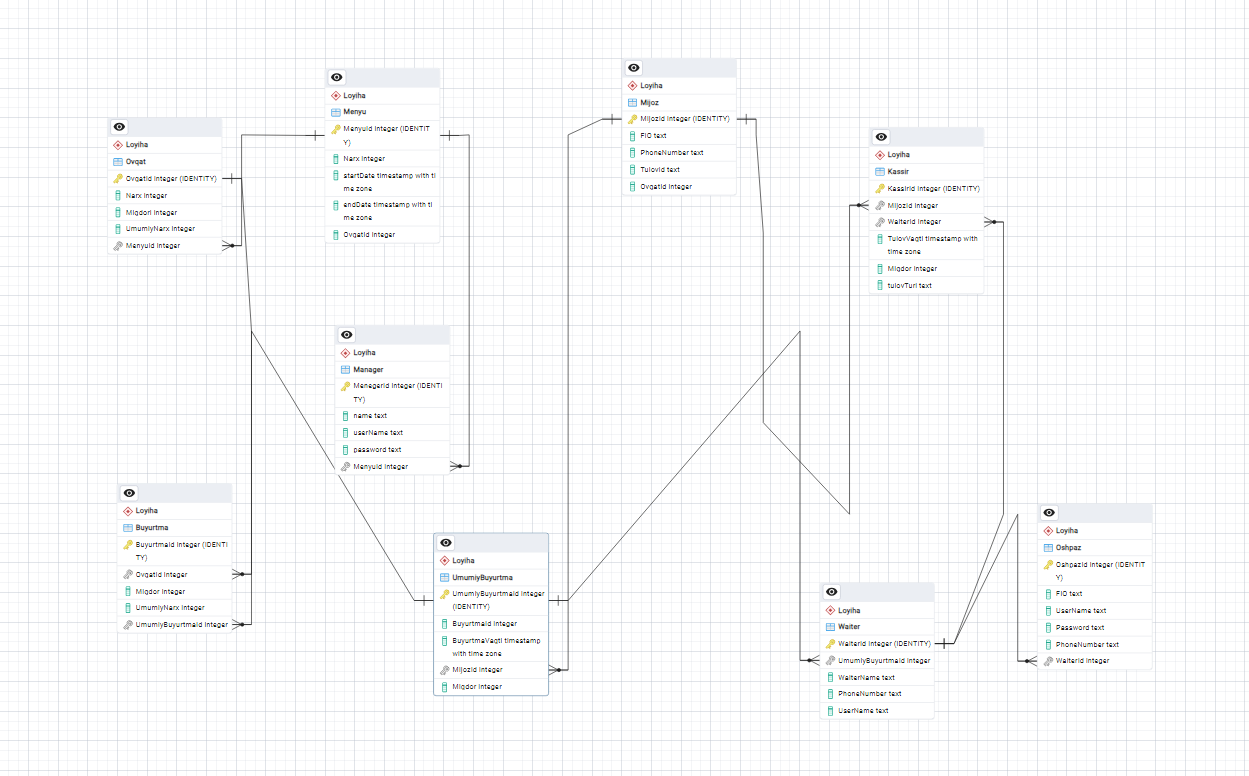 Loyiha
Ovqat
OvqatId integer (IDENTITY)
Narx integer
Miqdori integer
UmumiyNarx integer
MenyuId integer
Loyiha
Menyu
MenyuId integer (IDENTIT
Y)
Narx integer
startDate timestamp with ti
me zone
endDate timestamp with ti
me zone
OvqatId integer
Loyiha
Mijoz
MijozId integer (IDENTITY)
FIO text
PhoneNumber text
TulovId text
OvqatId integer
Loyiha
Kassir
KassirId integer (IDENTITY)
MijozId integer
WaiterId integer
TulovVaqti timestamp with
time zone
Miqdor integer
tulovTuri text
Loyiha
Manager
MenegerId integer (IDENTI
TY)
name text
userName text
password text
MenyuId integer
Loyiha
Buyurtma
BuyurtmaId integer (IDENTI
TY)
OvqatId integer
Miqdor integer
UmumiyNarx integer
UmumiyBuyurtmaId integer
Loyiha
UmumiyBuyurtma
UmumiyBuyurtmaId integer
(IDENTITY)
BuyurtmaId integer
BuyurtmaVaqti timestamp
with time zone
MijozId integer
Miqdor integer
Loyiha
Waiter
WaiterId integer (IDENTITY)
UmumiyBuyurtmaId integer
WaiterName text
PhoneNumber text
UserName text
Loyiha
Oshpaz
OshpazId integer (IDENTIT
Y)
FIO text
UserName text
Password text
PhoneNumber text
WaiterId integer